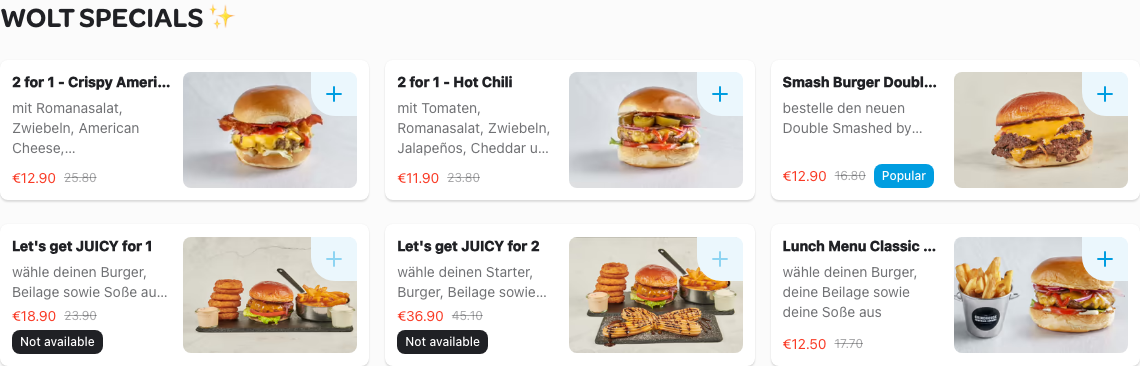 WOLT SPECIALS ✨
2 for 1 - Crispy Ameri...
mit Romanasalat,
Zwiebeln, American
Cheese,...
€12.90 25.80
2 for 1 - Hot Chili
mit Tomaten,
Romanasalat, Zwiebeln,
Jalapeños, Cheddar u...
€11.90 23.80
Smash Burger Doubl...
bestelle den neuen
Double Smashed by...
€12.90 16.80 Popular
Let's get JUICY for 1
wähle deinen Burger,
Beilage sowie Soße au...
€18.90 23.90
Not available
Let's get JUICY for 2
wähle deinen Starter,
Burger, Beilage sowie...
€36.90 45.10
Not available
Lunch Menu Classic ...
wähle deinen Burger,
deine Beilage sowie
deine Soße aus
€12.50 17.70